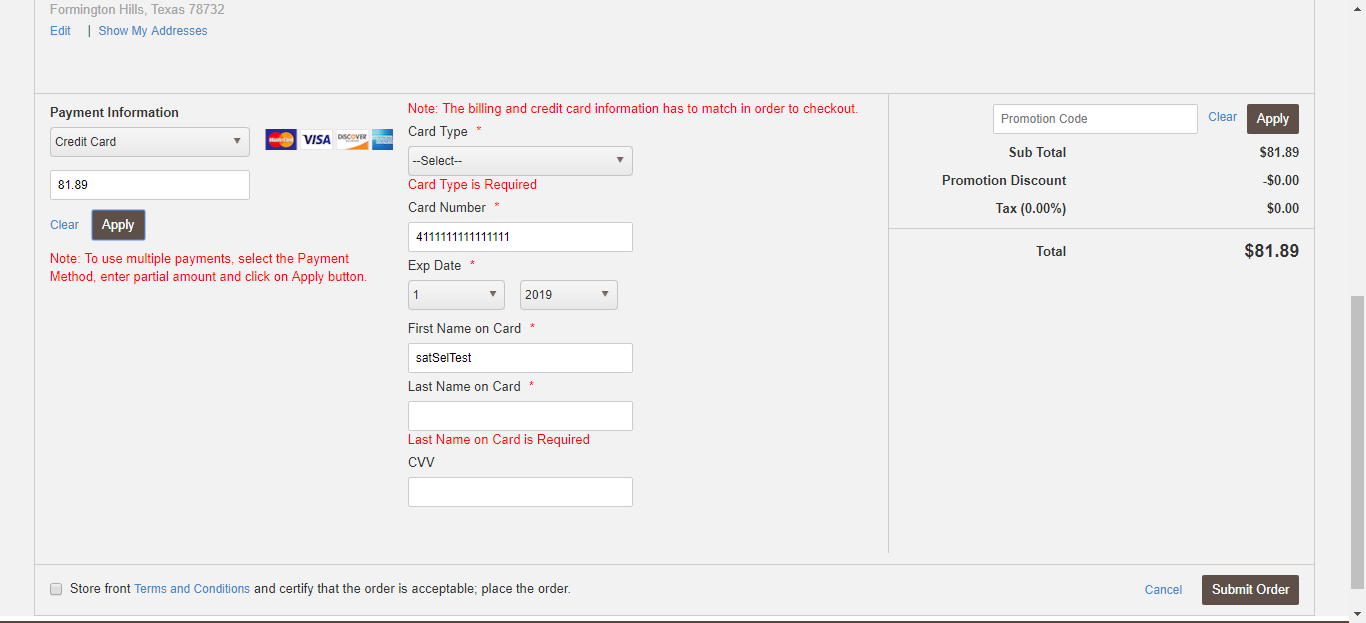 Formington Hills, Texas 78732
Edit | Show My Addresses
Payment Information
Credit Card
MasterCard VISA DISCOVER
81.89
Clear Apply
Note: To use multiple payments, select the Payment
Method, enter partial amount and click on Apply button.
Note: The billing and credit card information has to match in order to checkout.
Card Type *
--Select--
Card Type is Required
Card Number *
4111111111111111
Exp Date *
1 2019
First Name on Card *
satSelTest
Last Name on Card *
Last Name on Card is Required
CVV
Promotion Code Clear Apply
Sub Total $81.89
Promotion Discount -$0.00
Tax (0.00%) $0.00
Total $81.89
Store front Terms and Conditions and certify that the order is acceptable; place the order.
Cancel Submit Order